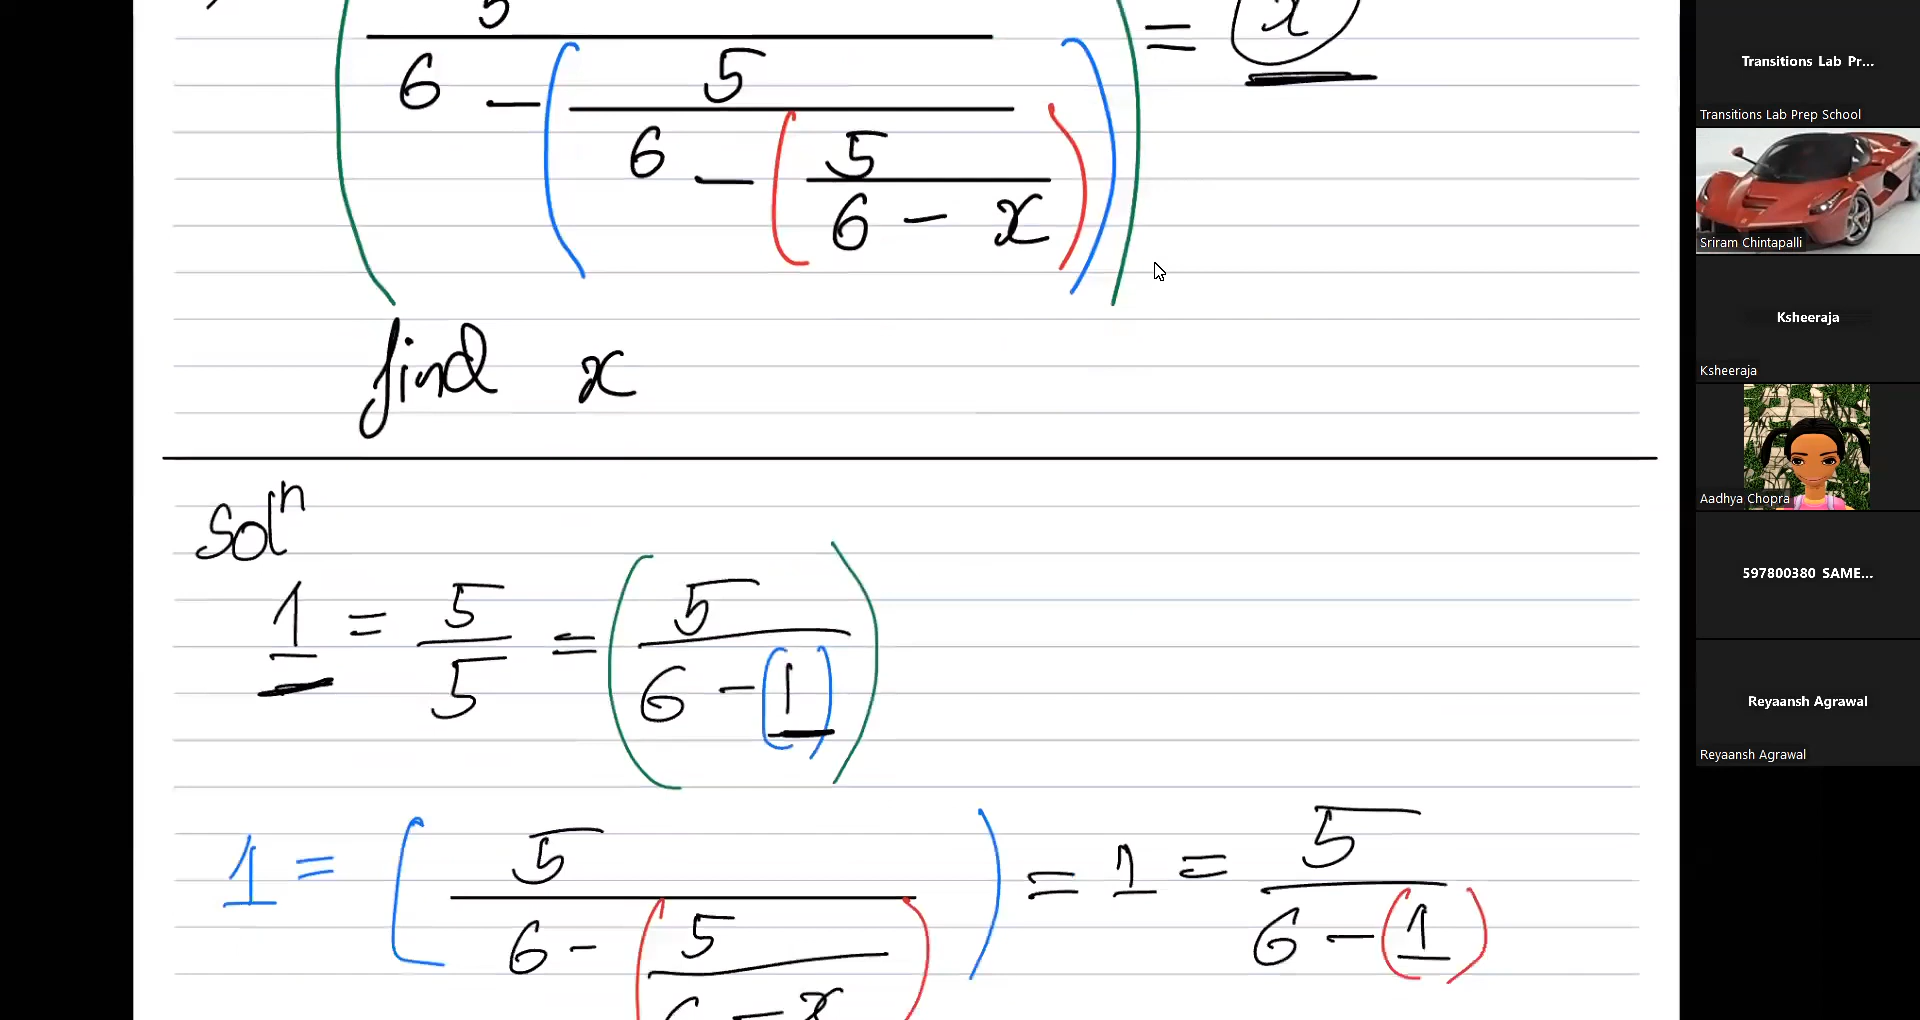 5
6 - 5 = x
6 - 5
6 - x
find x
Solⁿ
1 = 5/5 = (5/(6 - (1)))
1 = [5/(6 - (5/(6 - x)))] = 1 = 5/(6 - (1))
Transitions Lab Pr...
Transitions Lab Prep School
Sriram Chintapalli
Ksheeraja
Ksheeraja
Aadhya Chopra
597800380 SAME...
Reyaansh Agrawal
Reyaansh Agrawal